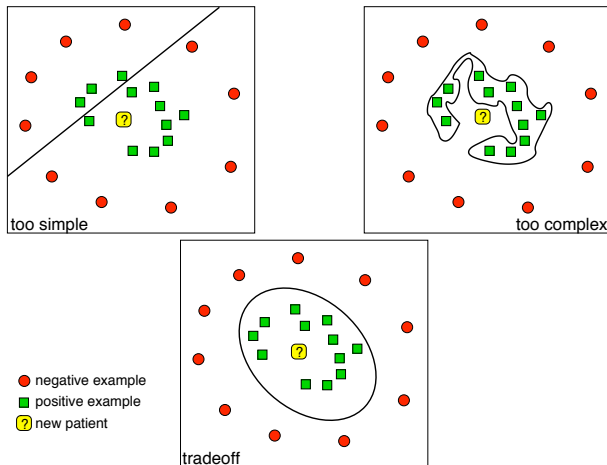 ?
?
too simple
too complex
?
negative example
positive example
? new patient
tradeoff